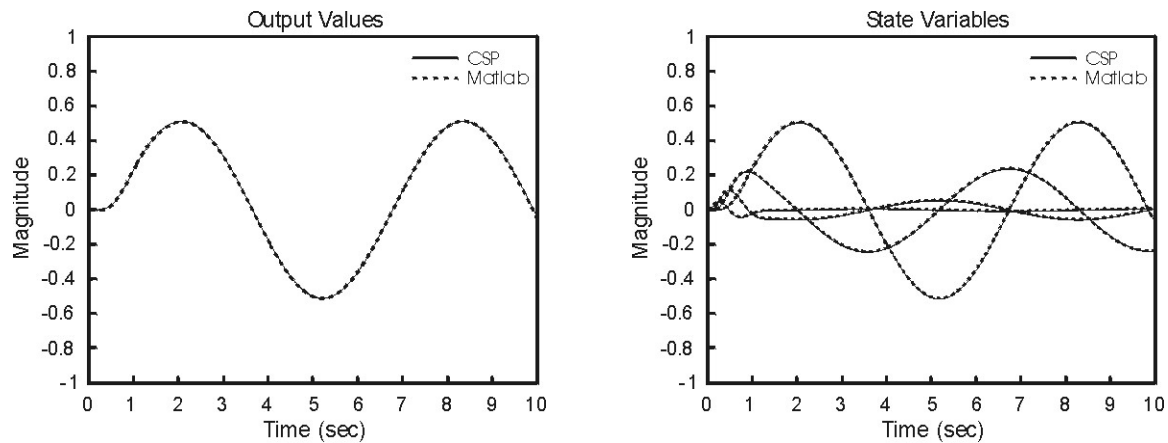 Output Values
1
0.8
0.6
0.4
0.2
0
-0.2
-0.4
-0.6
-0.8
-1
Magnitude
CSP
Matlab
0 1 2 3 4 5 6 7 8 9 10
Time (sec)
State Variables
1
0.8
0.6
0.4
0.2
0
-0.2
-0.4
-0.6
-0.8
-1
Magnitude
CSP
Matlab
0 1 2 3 4 5 6 7 8 9 10
Time (sec)